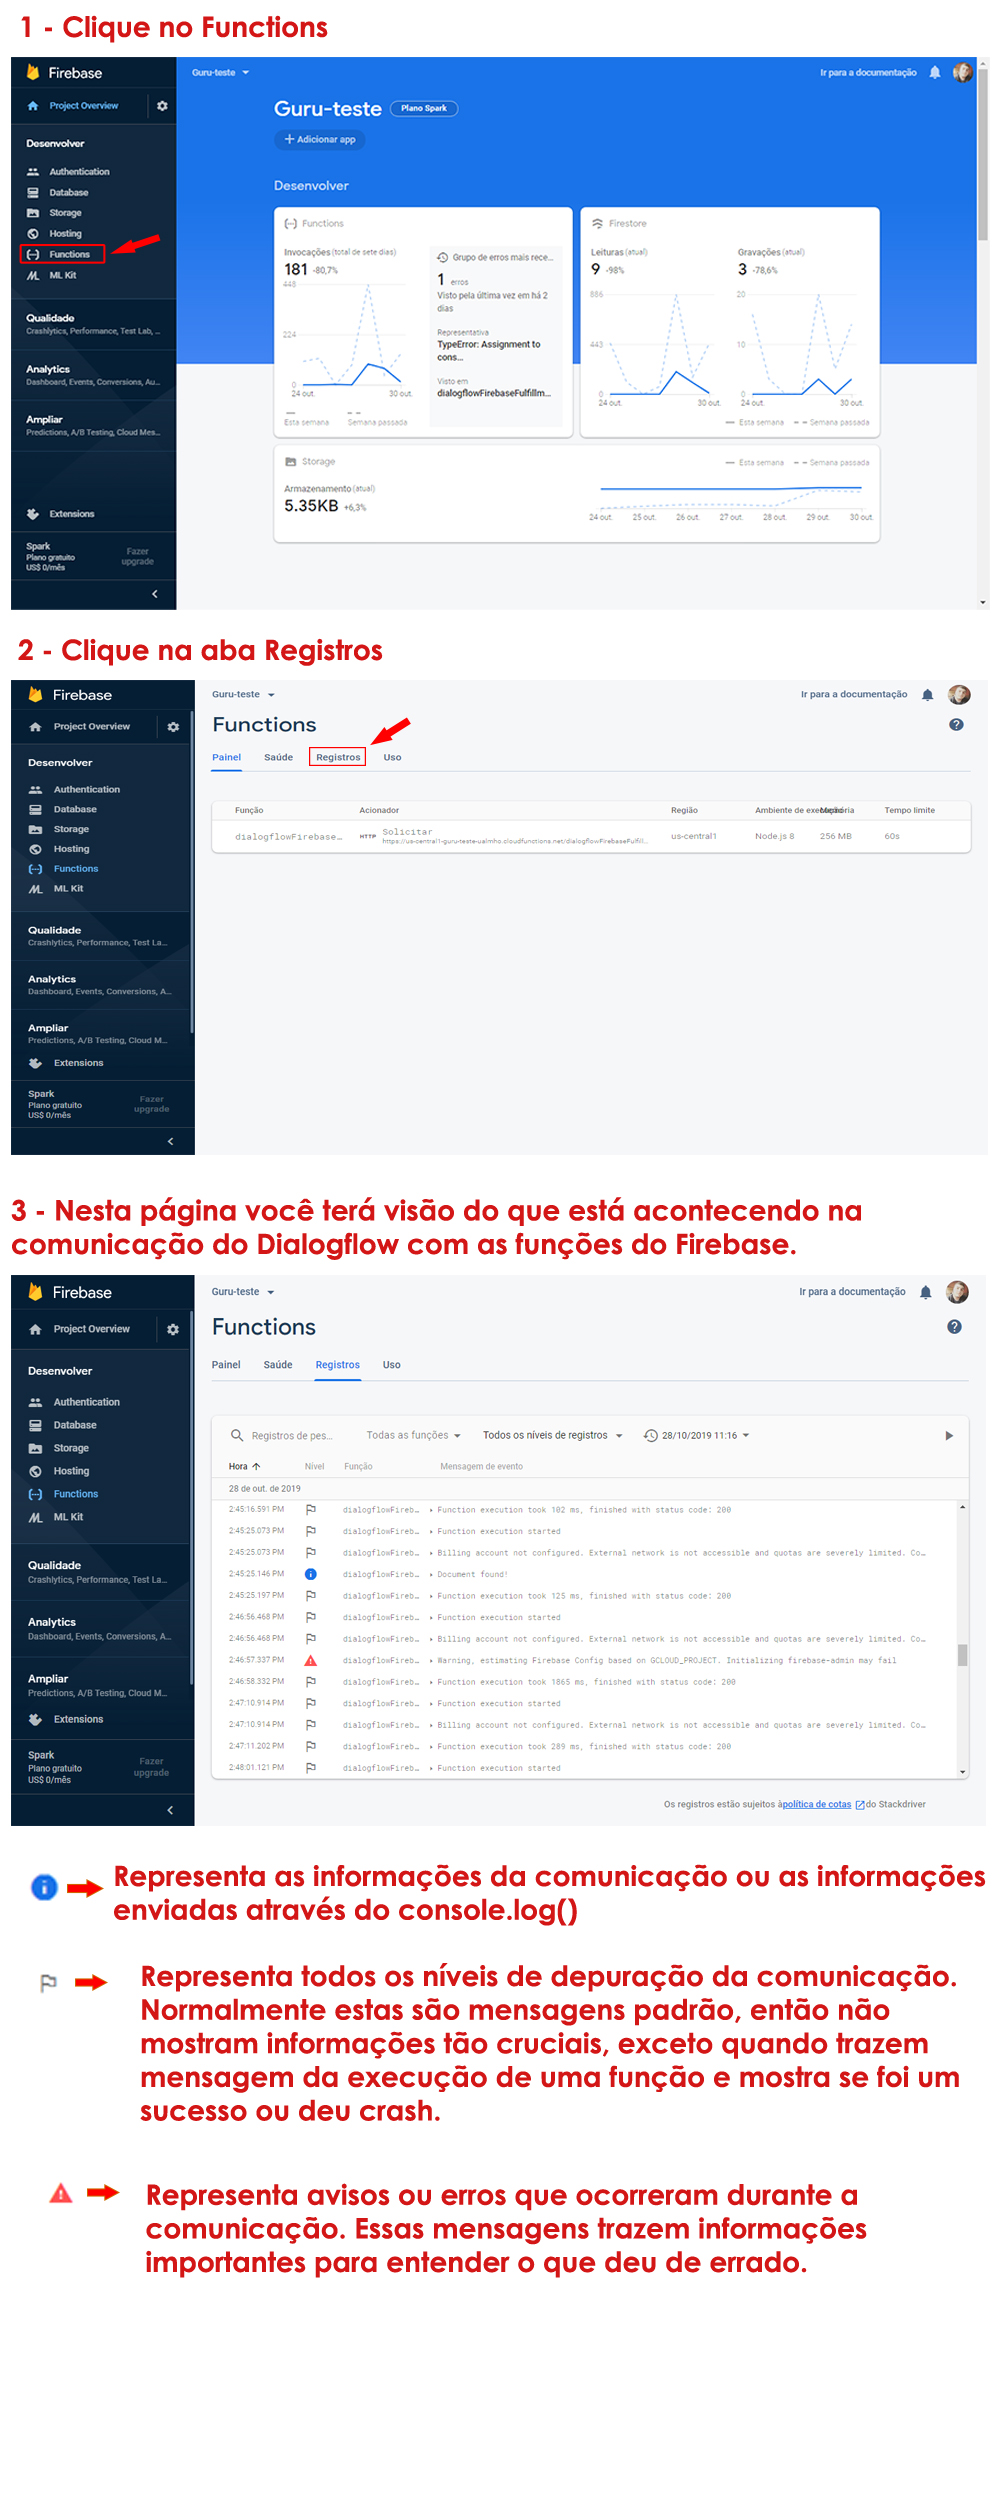 1 - Clique no Functions
Firebase
Guru-teste
Ir para a documentação
Project Overview
Guru-teste
Plano Spark
+ Adicionar app
Desenvolver
Authentication
Database
Storage
Hosting
Functions
ML Kit
Qualidade
Crashlytics, Performance, Test Lab, ...
Analytics
Dashboard, Events, Conversions, Au...
Ampliar
Predictions, A/B Testing, Cloud Mes...
Extensions
Spark
Plano gratuito
US$ 0/mês
Fazer
upgrade
Desenvolver
Functions
Invocações (total de sete dias)
181 -80,7%
448
224
0
24 out.
30 out.
Esta semana
Semana passada
Grupo de erros mais rece...
1 erros
Visto pela última vez em há 2
dias
Representativa
TypeError: Assignment to
cons...
Visto em
dialogflowFirebaseFulfillm...
Firestore
Leituras (atual)
9 -98%
886
443
0
24 out.
30 out.
Gravações (atual)
3 -78,6%
20
10
0
24 out.
30 out.
Esta semana
Semana passada
Storage
Esta semana
Semana passada
Armazenamento (atual)
5.35KB +6,3%
24 out.
25 out.
26 out.
27 out.
28 out.
29 out.
30 out.
2 - Clique na aba Registros
Firebase
Guru-teste
Ir para a documentação
Project Overview
Functions
Painel
Saúde
Registros
Uso
Desenvolver
Authentication
Database
Storage
Hosting
Functions
ML Kit
Qualidade
Crashlytics, Performance, Test La...
Analytics
Dashboard, Events, Conversions, A...
Ampliar
Predictions, A/B Testing, Cloud M...
Extensions
Spark
Plano gratuito
US$ 0/mês
Fazer
upgrade
Função
Acionador
Região
Ambiente de execução
Memória
Tempo limite
dialogflowFirebase...
HTTP
Solicitar
https://us-central1-guru-teste-ualmho.cloudfunctions.net/dialogflowFirebaseFulfill...
us-central1
Node.js 8
256 MB
60s
3 - Nesta página você terá visão do que está acontecendo na
comunicação do Dialogflow com as funções do Firebase.
Firebase
Guru-teste
Ir para a documentação
Project Overview
Functions
Painel
Saúde
Registros
Uso
Desenvolver
Authentication
Database
Storage
Hosting
Functions
ML Kit
Qualidade
Crashlytics, Performance, Test La...
Analytics
Dashboard, Events, Conversions, A...
Ampliar
Predictions, A/B Testing, Cloud M...
Extensions
Spark
Plano gratuito
US$ 0/mês
Fazer
upgrade
Registros de pes...
Todas as funções
Todos os níveis de registros
28/10/2019 11:16
Hora
Nível
Função
Mensagem de evento
28 de out. de 2019
2:45:16.591 PM dialogflowFireb... Function execution took 102 ms, finished with status code: 200
2:45:25.073 PM dialogflowFireb... Function execution started
2:45:25.073 PM dialogflowFireb... Billing account not configured. External network is not accessible and quotas are severely limited. Co...
2:45:25.146 PM dialogflowFireb... Document found!
2:45:25.197 PM dialogflowFireb... Function execution took 125 ms, finished with status code: 200
2:46:56.468 PM dialogflowFireb... Function execution started
2:46:56.468 PM dialogflowFireb... Billing account not configured. External network is not accessible and quotas are severely limited. Co...
2:46:57.337 PM dialogflowFireb... Warning, estimating Firebase Config based on GCLOUD_PROJECT. Initializing firebase-admin may fail
2:46:58.332 PM dialogflowFireb... Function execution took 1865 ms, finished with status code: 200
2:47:10.914 PM dialogflowFireb... Function execution started
2:47:10.914 PM dialogflowFireb... Billing account not configured. External network is not accessible and quotas are severely limited. Co...
2:47:11.202 PM dialogflowFireb... Function execution took 289 ms, finished with status code: 200
2:48:01.121 PM dialogflowFireb... Function execution started
Os registros estão sujeitos àpolítica de cotas do Stackdriver
Representa as informações da comunicação ou as informações
enviadas através do console.log()
Representa todos os níveis de depuração da comunicação.
Normalmente estas são mensagens padrão, então não
mostram informações tão cruciais, exceto quando trazem
mensagem da execução de uma função e mostra se foi um
sucesso ou deu crash.
Representa avisos ou erros que ocorreram durante a
comunicação. Essas mensagens trazem informações
importantes para entender o que deu de errado.